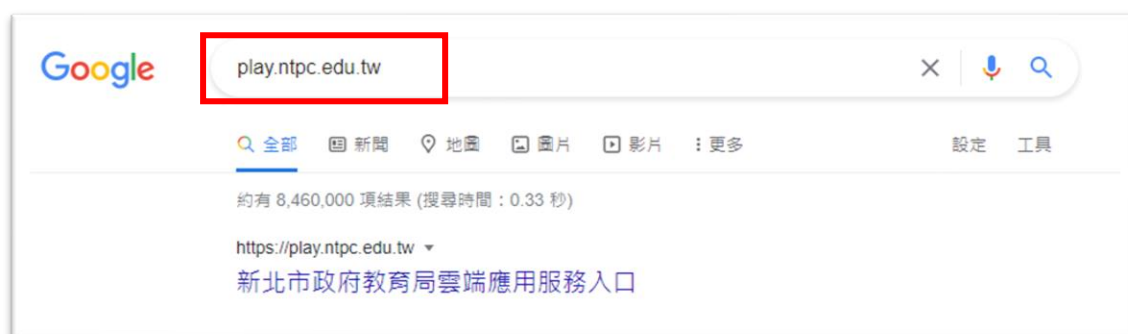 Google play.ntpc.edu.tw
全部 新聞 地圖 圖片 影片 更多 設定 工具
約有 8,460,000 項結果 (搜尋時間：0.33 秒)
https://play.ntpc.edu.tw
新北市政府教育局雲端應用服務入口